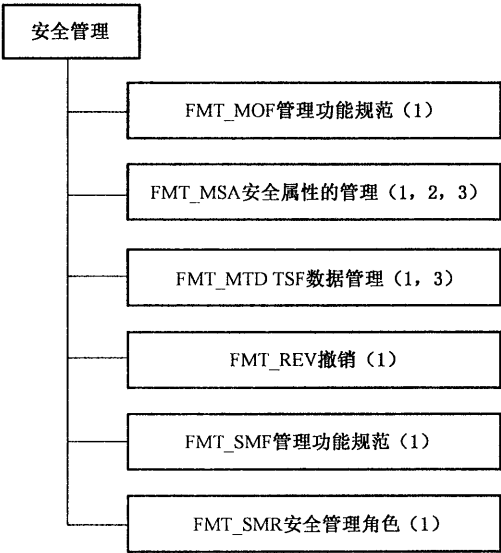 安全管理
FMT_MOF管理功能规范（1）
FMT_MSA安全属性的管理（1，2，3）
FMT_MTD TSF数据管理（1，3）
FMT_REV撤销（1）
FMT_SMF管理功能规范（1）
FMT_SMR安全管理角色（1）